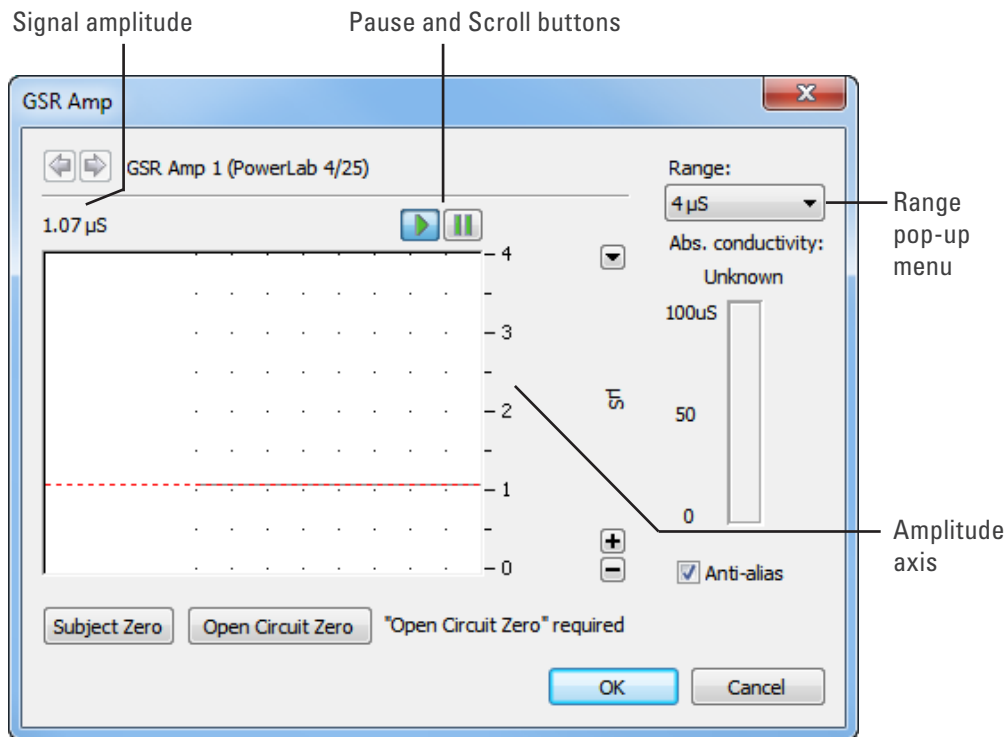 Signal amplitude
Pause and Scroll buttons
GSR Amp
GSR Amp 1 (PowerLab 4/25)
Range:
4 µS
Range
pop-up
menu
1.07 µS
Abs. conductivity:
Unknown
100uS
50
0
4
3
2
1
0
µS
Amplitude
axis
Anti-alias
Subject Zero
Open Circuit Zero
"Open Circuit Zero" required
OK
Cancel